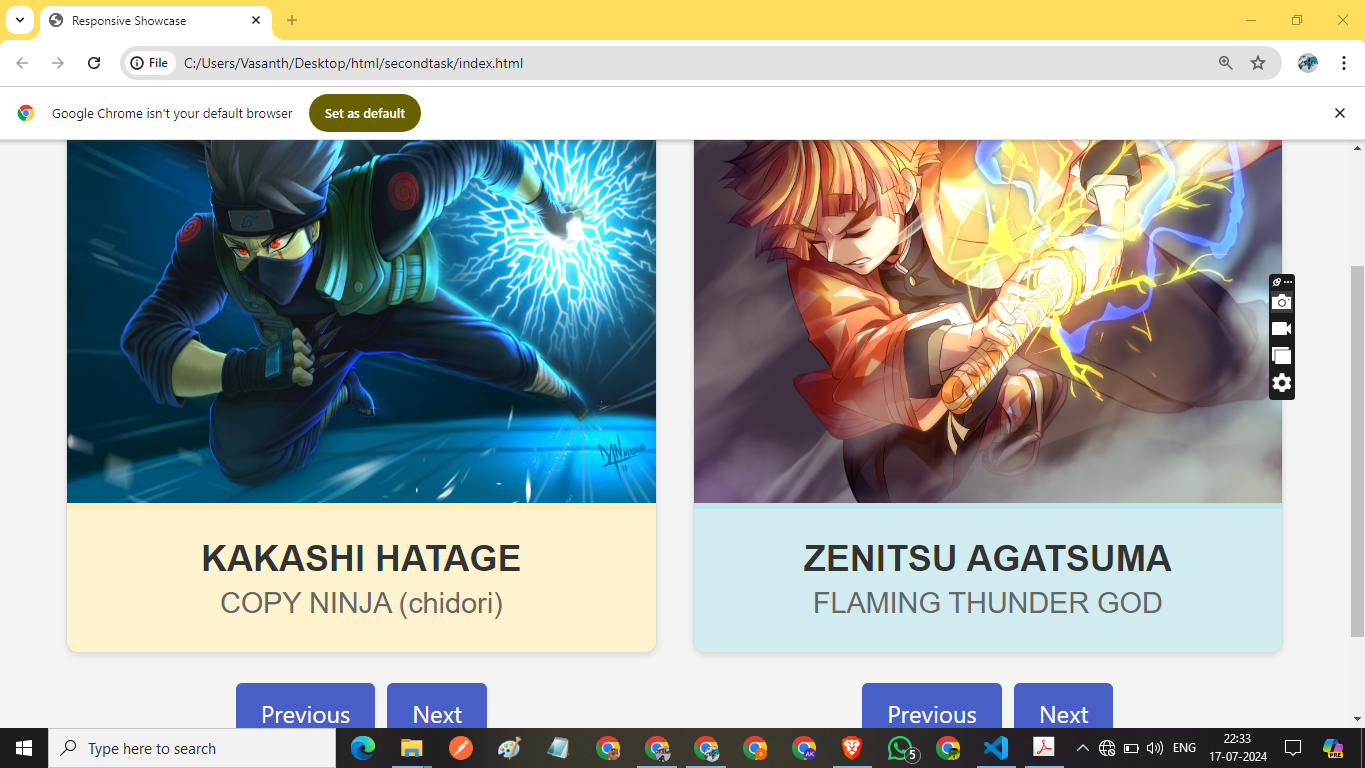 Responsive Showcase
File C:/Users/Vasanth/Desktop/html/secondtask/index.html
Google Chrome isn't your default browser Set as default
KAKASHI HATAGE
COPY NINJA (chidori)
ZENITSU AGATSUMA
FLAMING THUNDER GOD
Previous Next
Previous Next
Type here to search
5
ENG
22:33
17-07-2024
PRE